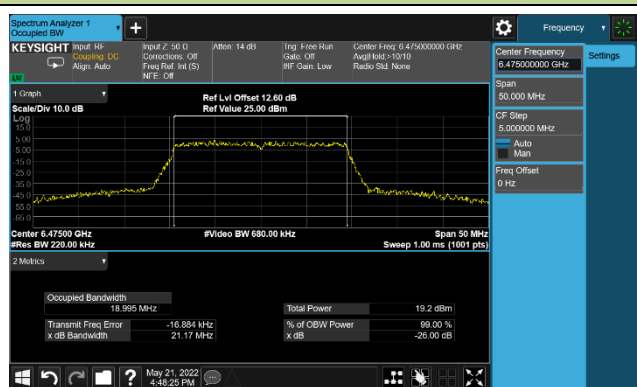 Spectrum Analyzer 1
Occupied BW
KEYSIGHT
Input: RF
Coupling: DC
Align: Auto
Input Z: 50 Ω
Corrections: Off
Freq Ref: Int (S)
NFE: Off
Atten: 14 dB
Trig: Free Run
Gate: Off
#IF Gain: Low
Center Freq: 6.475000000 GHz
Avg|Hold:>10/10
Radio Std: None
1 Graph
Scale/Div 10.0 dB
Ref Lvl Offset 12.60 dB
Ref Value 25.00 dBm
Log
15.0
5.00
-5.00
-15.0
-25.0
-35.0
-45.0
-55.0
-65.0
Center 6.47500 GHz
#Res BW 220.00 kHz
#Video BW 680.00 kHz
Span 50 MHz
Sweep 1.00 ms (1001 pts)
2 Metrics
Occupied Bandwidth
18.995 MHz
Total Power 19.2 dBm
Transmit Freq Error -16.884 kHz
% of OBW Power 99.00 %
x dB Bandwidth 21.17 MHz
x dB -26.00 dB
May 21, 2022
4:48:25 PM
Frequency
Center Frequency
6.475000000 GHz
Settings
Span
50.000 MHz
CF Step
5.000000 MHz
Auto
Man
Freq Offset
0 Hz